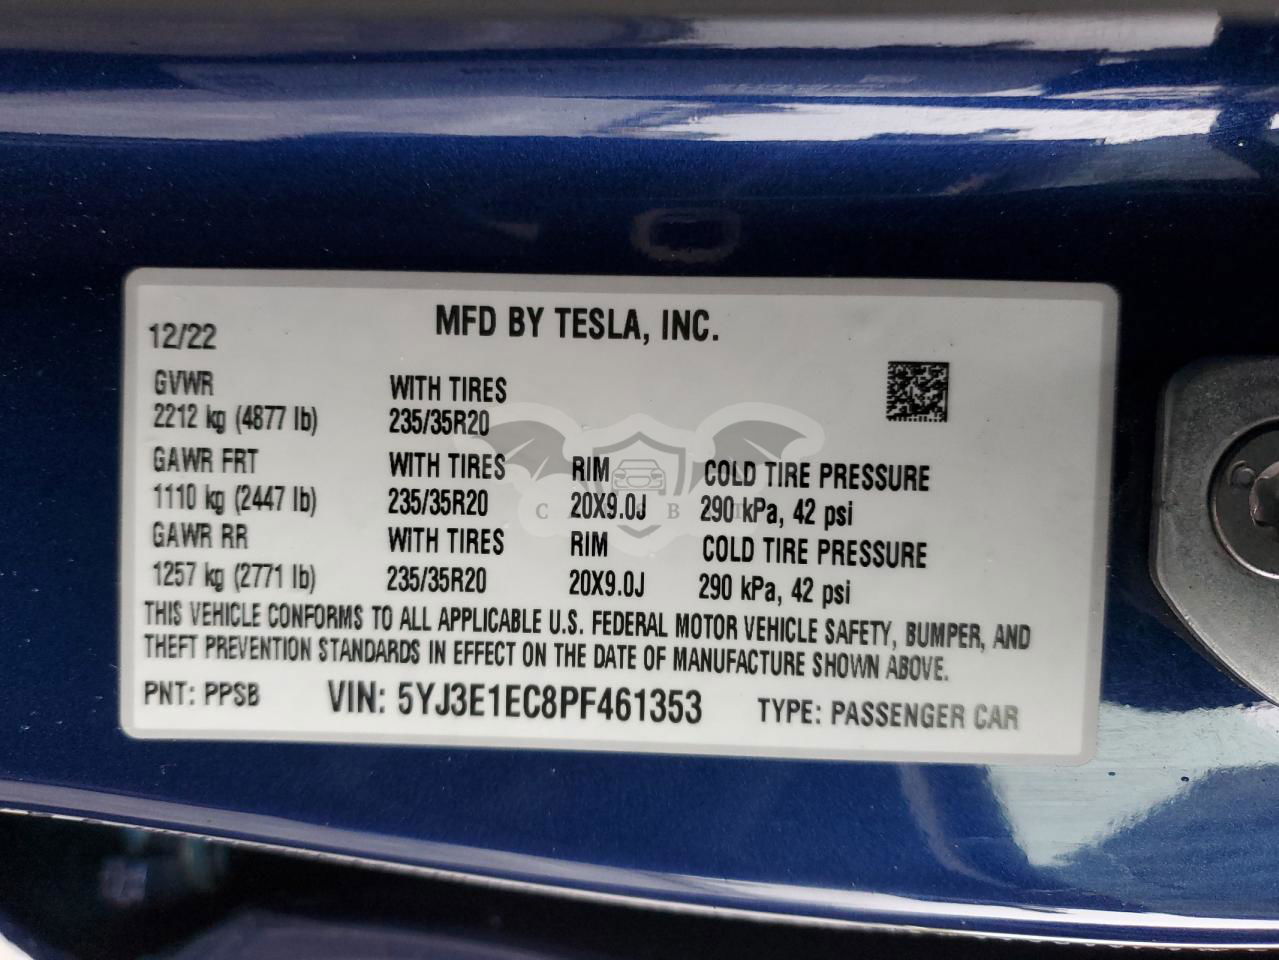 MFD BY TESLA, INC.
12/22
GVWR WITH TIRES
2212 kg (4877 lb) 235/35R20
GAWR FRT WITH TIRES RIM COLD TIRE PRESSURE
1110 kg (2447 lb) 235/35R20 20X9.0J 290 kPa, 42 psi
GAWR RR WITH TIRES RIM COLD TIRE PRESSURE
1257 kg (2771 lb) 235/35R20 20X9.0J 290 kPa, 42 psi
THIS VEHICLE CONFORMS TO ALL APPLICABLE U.S. FEDERAL MOTOR VEHICLE SAFETY, BUMPER, AND
THEFT PREVENTION STANDARDS IN EFFECT ON THE DATE OF MANUFACTURE SHOWN ABOVE.
PNT: PPSB VIN: 5YJ3E1EC8PF461353 TYPE: PASSENGER CAR